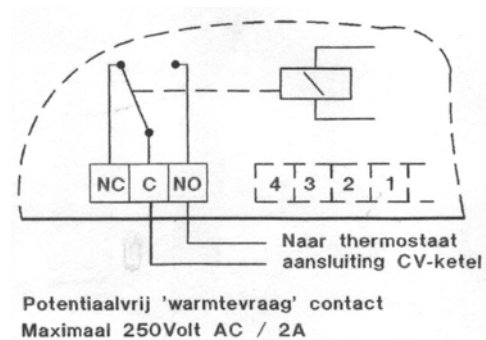 NC C NO
4 3 2 1
Naar thermostaat
aansluiting CV-ketel
Potentiaalvrij 'warmtevraag' contact
Maximaal 250Volt AC / 2A